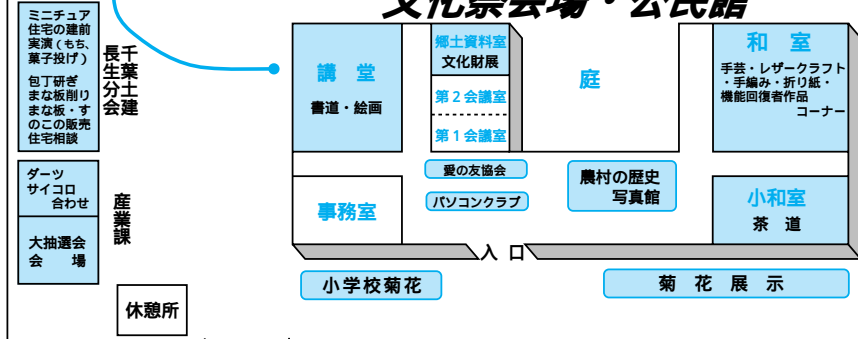 文化祭会場・公民館
ミニチュア
住宅の建前
実演（もち、
菓子投げ）
包丁研ぎ
まな板削り
まな板・す
のこの販売
住宅相談
千葉土建
長生分会
ダーツ
サイコロ
合わせ
大抽選会
会　場
産業課
休憩所
講　堂
書道・絵画
郷土資料室
文化財展
第２会議室
第１会議室
庭
和　室
手芸・レザークラフト
・手編み・折り紙・
機能回復者作品
コーナー
愛の友協会
パソコンクラブ
農村の歴史
写真館
事務室
小和室
茶　道
入　口
小学校菊花
菊　花　展　示